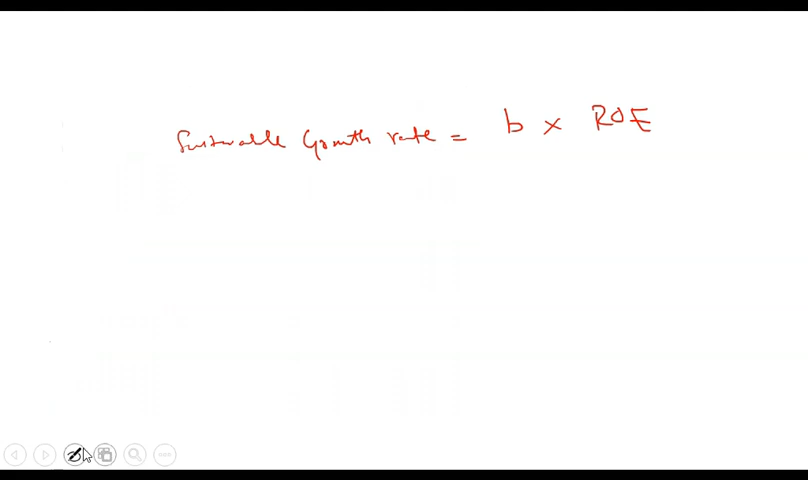 Sustainable Growth rate = b × ROE